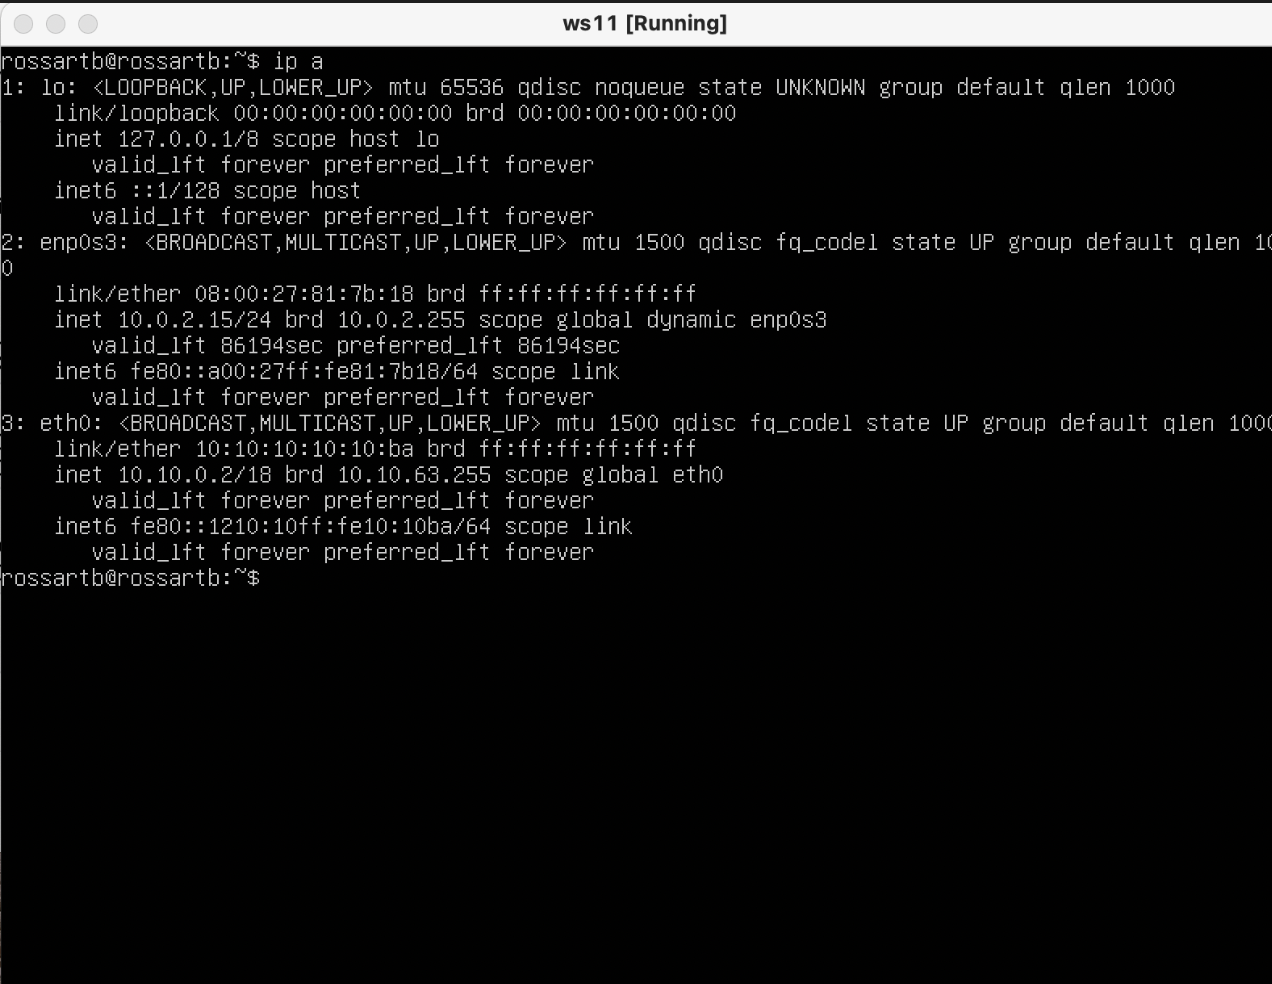 ws11 [Running]
rossartb@rossartb:~$ ip a
1: lo: <LOOPBACK,UP,LOWER_UP> mtu 65536 qdisc noqueue state UNKNOWN group default qlen 1000
    link/loopback 00:00:00:00:00:00 brd 00:00:00:00:00:00
    inet 127.0.0.1/8 scope host lo
       valid_lft forever preferred_lft forever
    inet6 ::1/128 scope host
       valid_lft forever preferred_lft forever
2: enp0s3: <BROADCAST,MULTICAST,UP,LOWER_UP> mtu 1500 qdisc fq_codel state UP group default qlen 10
0
    link/ether 08:00:27:81:7b:18 brd ff:ff:ff:ff:ff:ff
    inet 10.0.2.15/24 brd 10.0.2.255 scope global dynamic enp0s3
       valid_lft 86194sec preferred_lft 86194sec
    inet6 fe80::a00:27ff:fe81:7b18/64 scope link
       valid_lft forever preferred_lft forever
3: eth0: <BROADCAST,MULTICAST,UP,LOWER_UP> mtu 1500 qdisc fq_codel state UP group default qlen 1000
    link/ether 10:10:10:10:10:ba brd ff:ff:ff:ff:ff:ff
    inet 10.10.0.2/18 brd 10.10.63.255 scope global eth0
       valid_lft forever preferred_lft forever
    inet6 fe80::1210:10ff:fe10:10ba/64 scope link
       valid_lft forever preferred_lft forever
rossartb@rossartb:~$